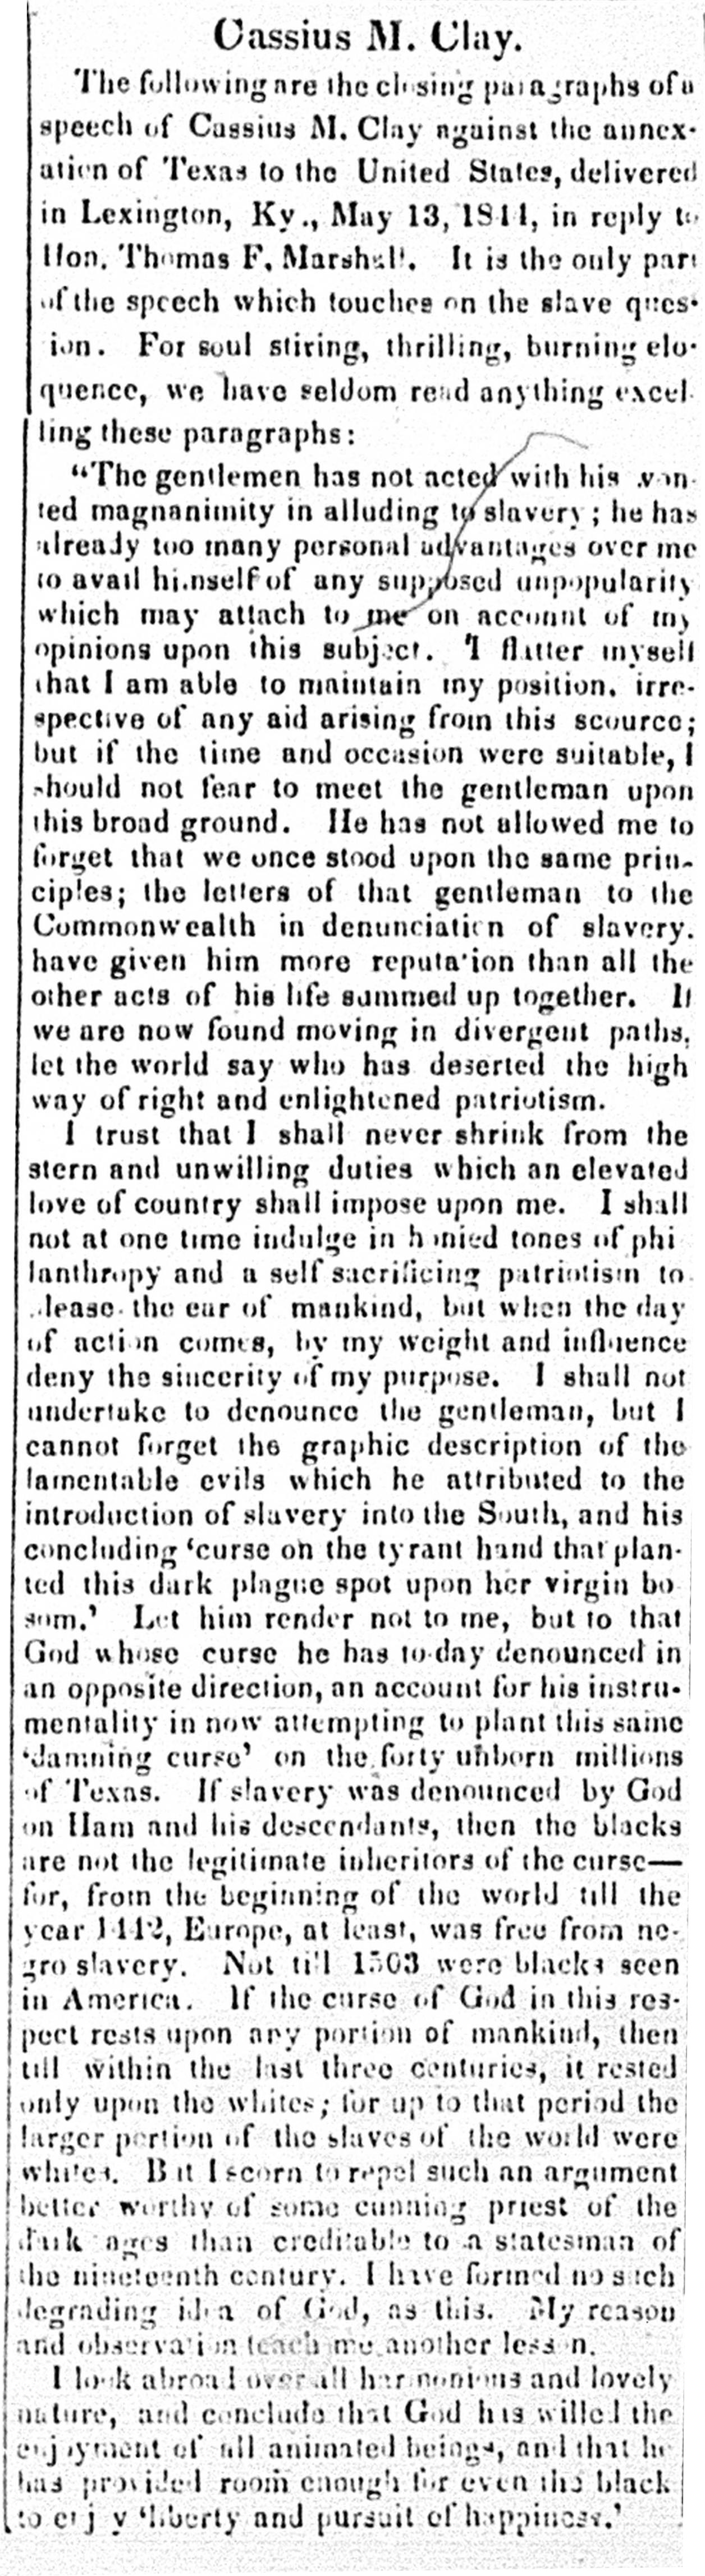 Cassius M. Clay.
The following are the closing paragraphs of a
speech of Cassius M. Clay against the annex-
ation of Texas to the United States, delivered
in Lexington, Ky., May 13, 1844, in reply to
Hon. Thomas F. Marshall. It is the only part
of the speech which touches on the slave ques-
ion. For soul stiring, thrilling, burning elo-
quence, we have seldom read anything excel-
ling these paragraphs:
"The gentlemen has not acted with his won-
ted magnanimity in alluding to slavery; he has
already too many personal advantages over me
to avail himself of any supposed unpopularity
which may attach to me on account of my
opinions upon this subject. I flatter myself
that I am able to maintain my position, irre-
spective of any aid arising from this scource;
but if the time and occasion were suitable, I
should not fear to meet the gentleman upon
this broad ground. He has not allowed me to
forget that we once stood upon the same prin-
ciples; the letters of that gentleman to the
Commonwealth in denunciation of slavery.
have given him more reputation than all the
other acts of his life summed up together. If
we are now found moving in divergent paths,
let the world say who has deserted the high
way of right and enlightened patriotism.
I trust that I shall never shrink from the
stern and unwilling duties which an elevated
love of country shall impose upon me. I shall
not at one time indulge in honied tones of phi
lanthropy and a self sacrificing patriotism to
please the ear of mankind, but when the day
of action comes, by my weight and influence
deny the sincerity of my purpose. I shall not
undertake to denounce the gentleman, but I
cannot forget the graphic description of the
lamentable evils which he attributed to the
introduction of slavery into the South, and his
concluding 'curse on the tyrant hand that plan-
ted this dark plague spot upon her virgin bo
som.' Let him render not to me, but to that
God whose curse he has to-day denounced in
an opposite direction, an account for his instru-
mentality in now attempting to plant this same
'damning curse' on the forty unborn millions
of Texas. If slavery was denounced by God
on Ham and his descendants, then the blacks
are not the legitimate inheritors of the curse—
for, from the beginning of the world till the
year 1442, Europe, at least, was free from ne-
gro slavery. Not till 1503 were blacks seen
in America. If the curse of God in this res-
pect rests upon any portion of mankind, then
till within the last three centuries, it rested
only upon the whites; for up to that period the
larger portion of the slaves of the world were
whites. But I scorn to repel such an argument
better worthy of some cunning priest of the
dark ages than creditable to a statesman of
the nineteenth century. I have formed no such
degrading idea of God, as this. My reason
and observation teach me another lesson.
I look abroad over all harmonious and lovely
nature, and conclude that God has willed the
enjoyment of all animated beings, and that he
has provided room enough for even the black
to enjoy 'liberty and pursuit of happiness.'